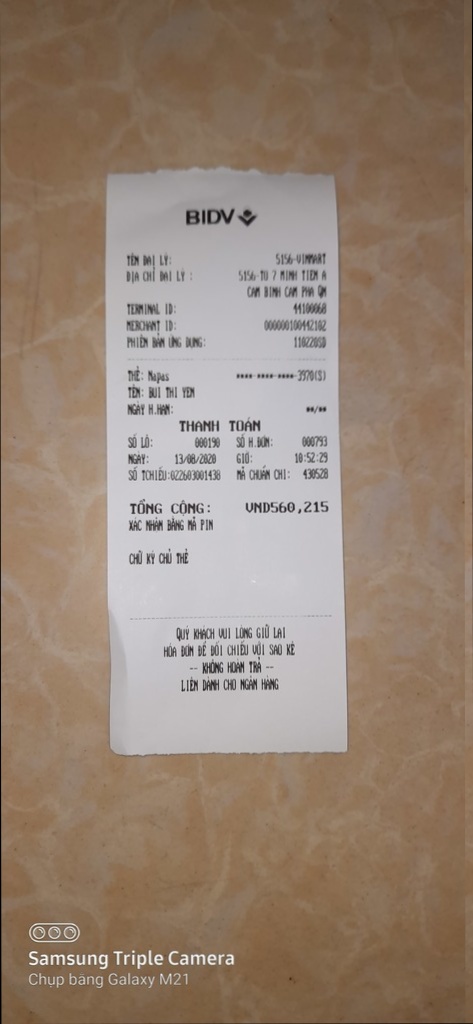 BIDV
TÊN ĐẠI LÝ: 5156-VINMART
ĐỊA CHỈ ĐẠI LÝ : 5156-TO 7 MINH TIEN A
CAM BINH CAM PHA QN
TERMINAL ID: 44100068
MERCHANT ID: 000000100442102
PHIÊN BẢN ỨNG DỤNG: 110220SD
THẺ: Napas **** **** **** 3970(S)
TÊN: BUI THI YEN
NGÀY H.HẠN: **/**
THANH TOÁN
SỐ LÔ: 000190 SỐ H.ĐƠN: 000793
NGÀY: 13/08/2020 GIỜ: 10:52:29
SỐ TCHIẾU:022603001438 MÃ CHUẨN CHI: 430528
TỔNG CỘNG: VND560,215
XÁC NHẬN BẰNG MÃ PIN
CHỮ KÝ CHỦ THẺ
QUÝ KHÁCH VUI LÒNG GIỮ LẠI
HÓA ĐƠN ĐỂ ĐỐI CHIẾU VỚI SAO KÊ
-- KHÔNG HOÀN TRẢ --
LIÊN DÀNH CHO NGÂN HÀNG
Samsung Triple Camera
Chụp bằng Galaxy M21